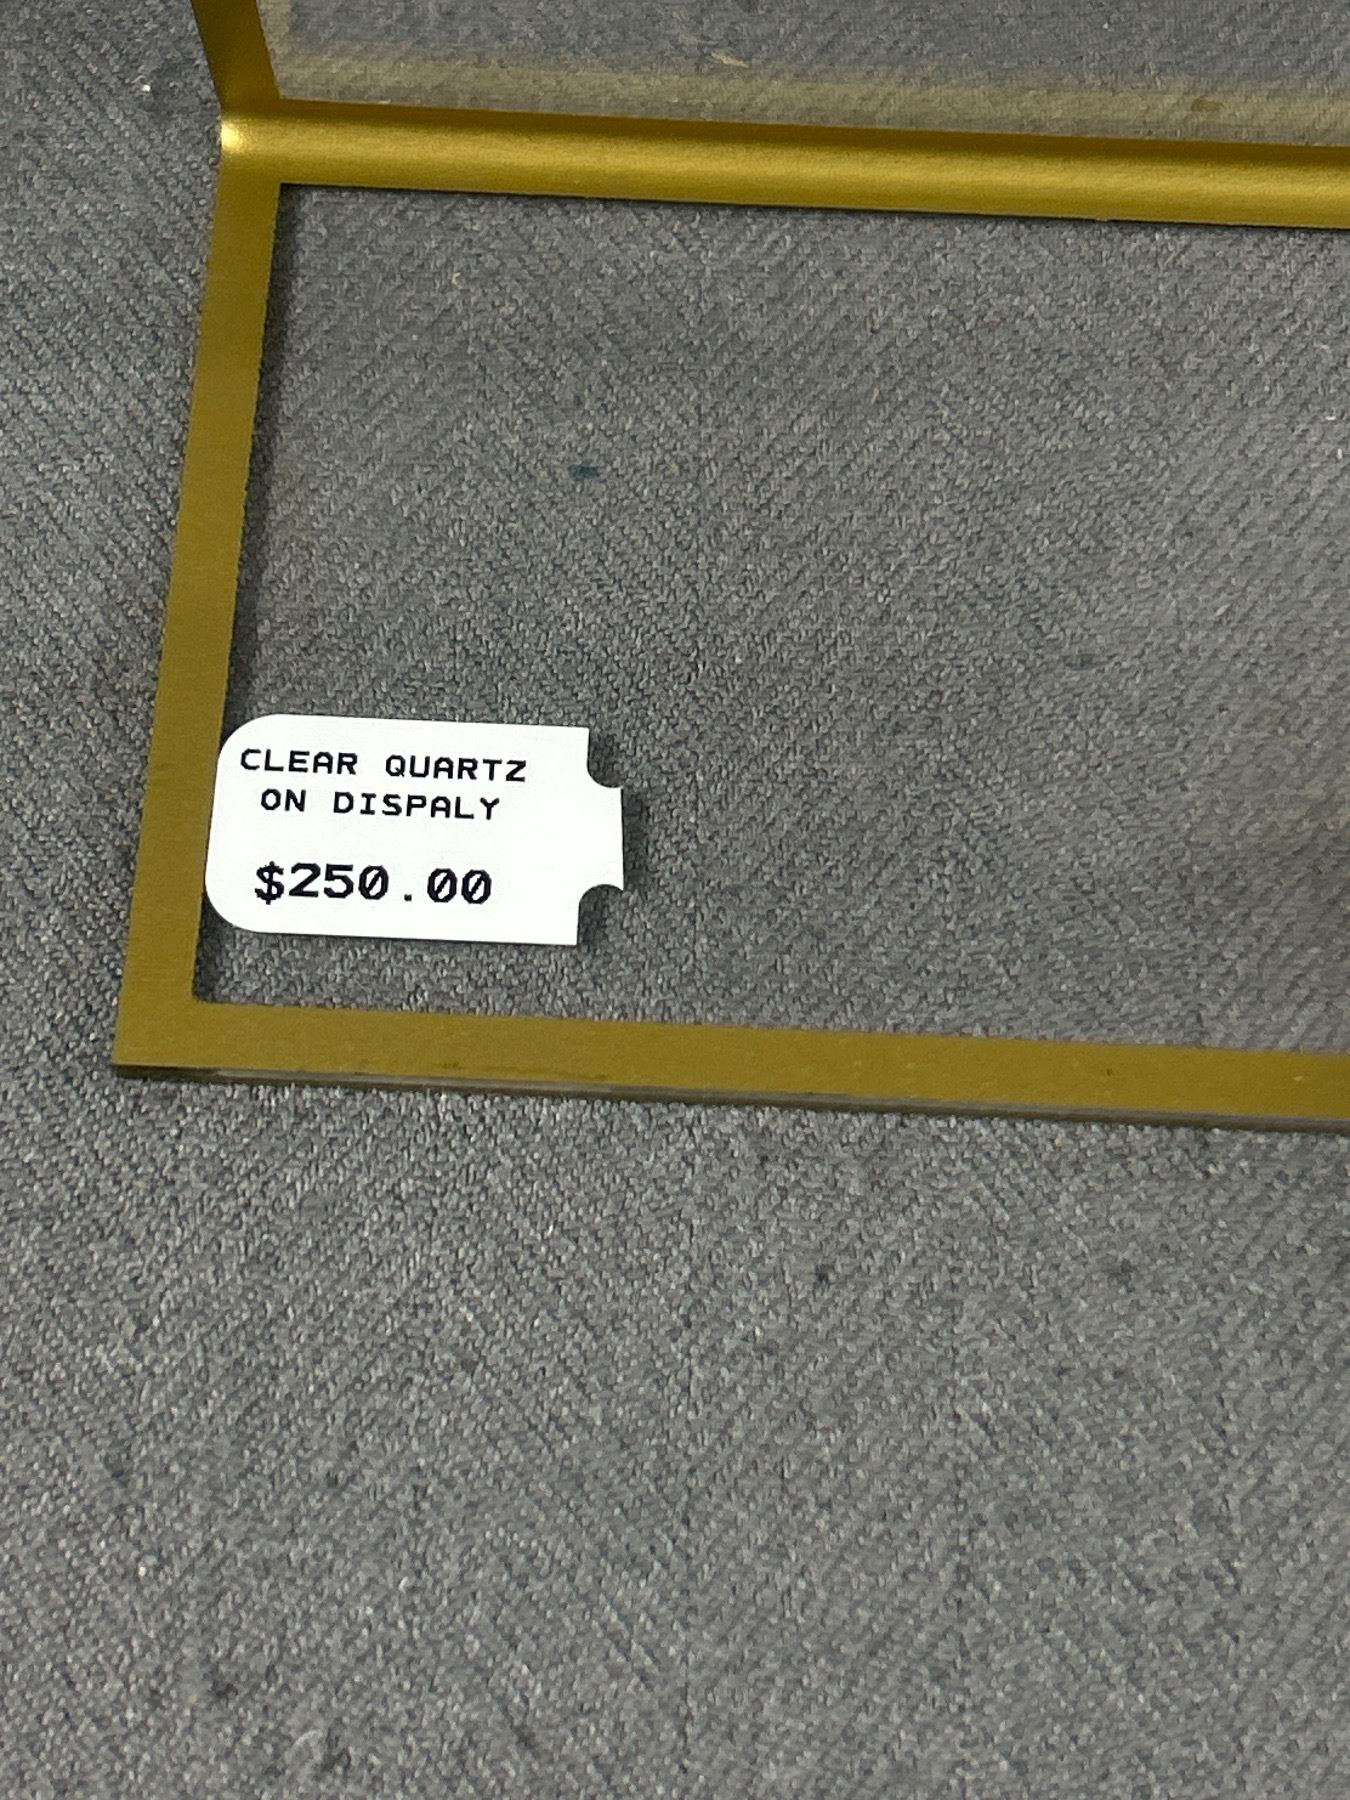 CLEAR QUARTZ
ON DISPALY
$250.00